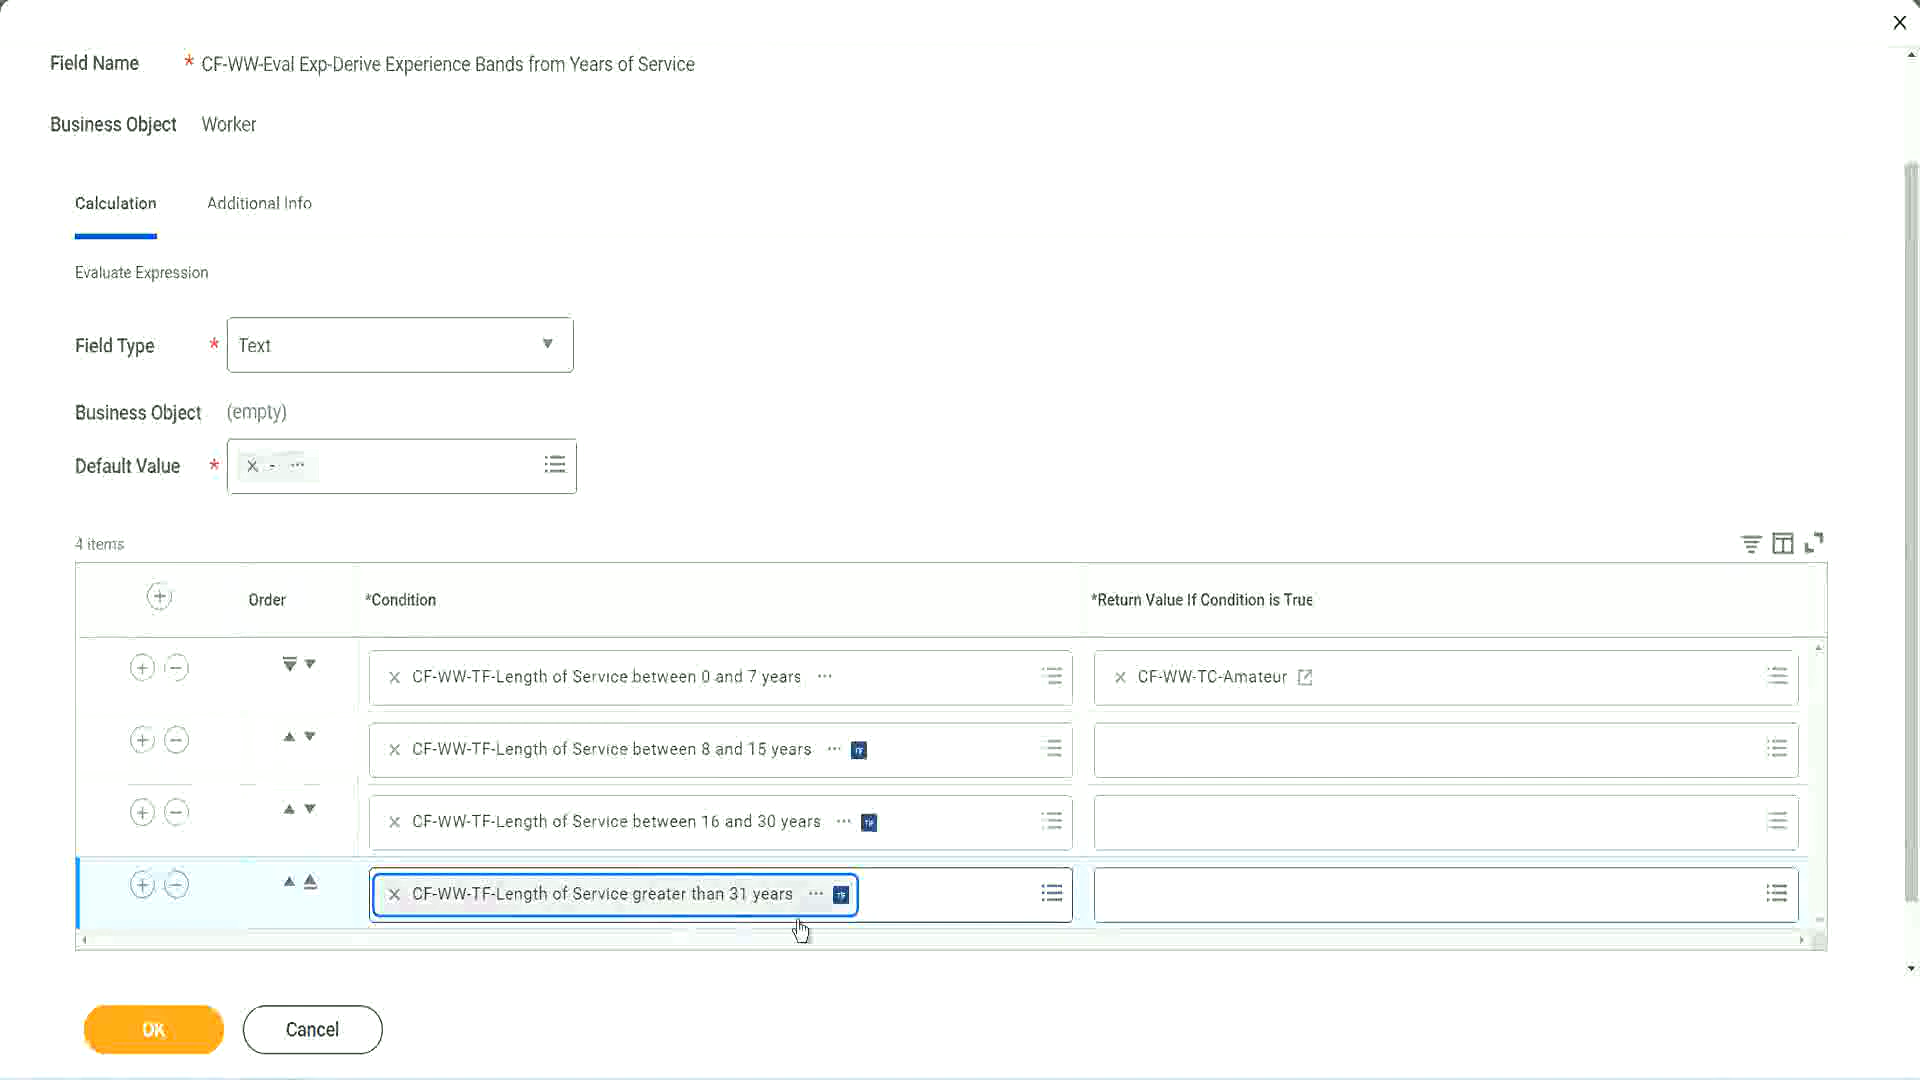 Field Name * CF-WW-Eval Exp-Derive Experience Bands from Years of Service
Business Object Worker
Calculation Additional Info
Evaluate Expression
Field Type * Text
Business Object (empty)
Default Value * -
4 items
Order *Condition *Return Value If Condition is True
CF-WW-TF-Length of Service between 0 and 7 years CF-WW-TC-Amateur
CF-WW-TF-Length of Service between 8 and 15 years
CF-WW-TF-Length of Service between 16 and 30 years
CF-WW-TF-Length of Service greater than 31 years
OK Cancel